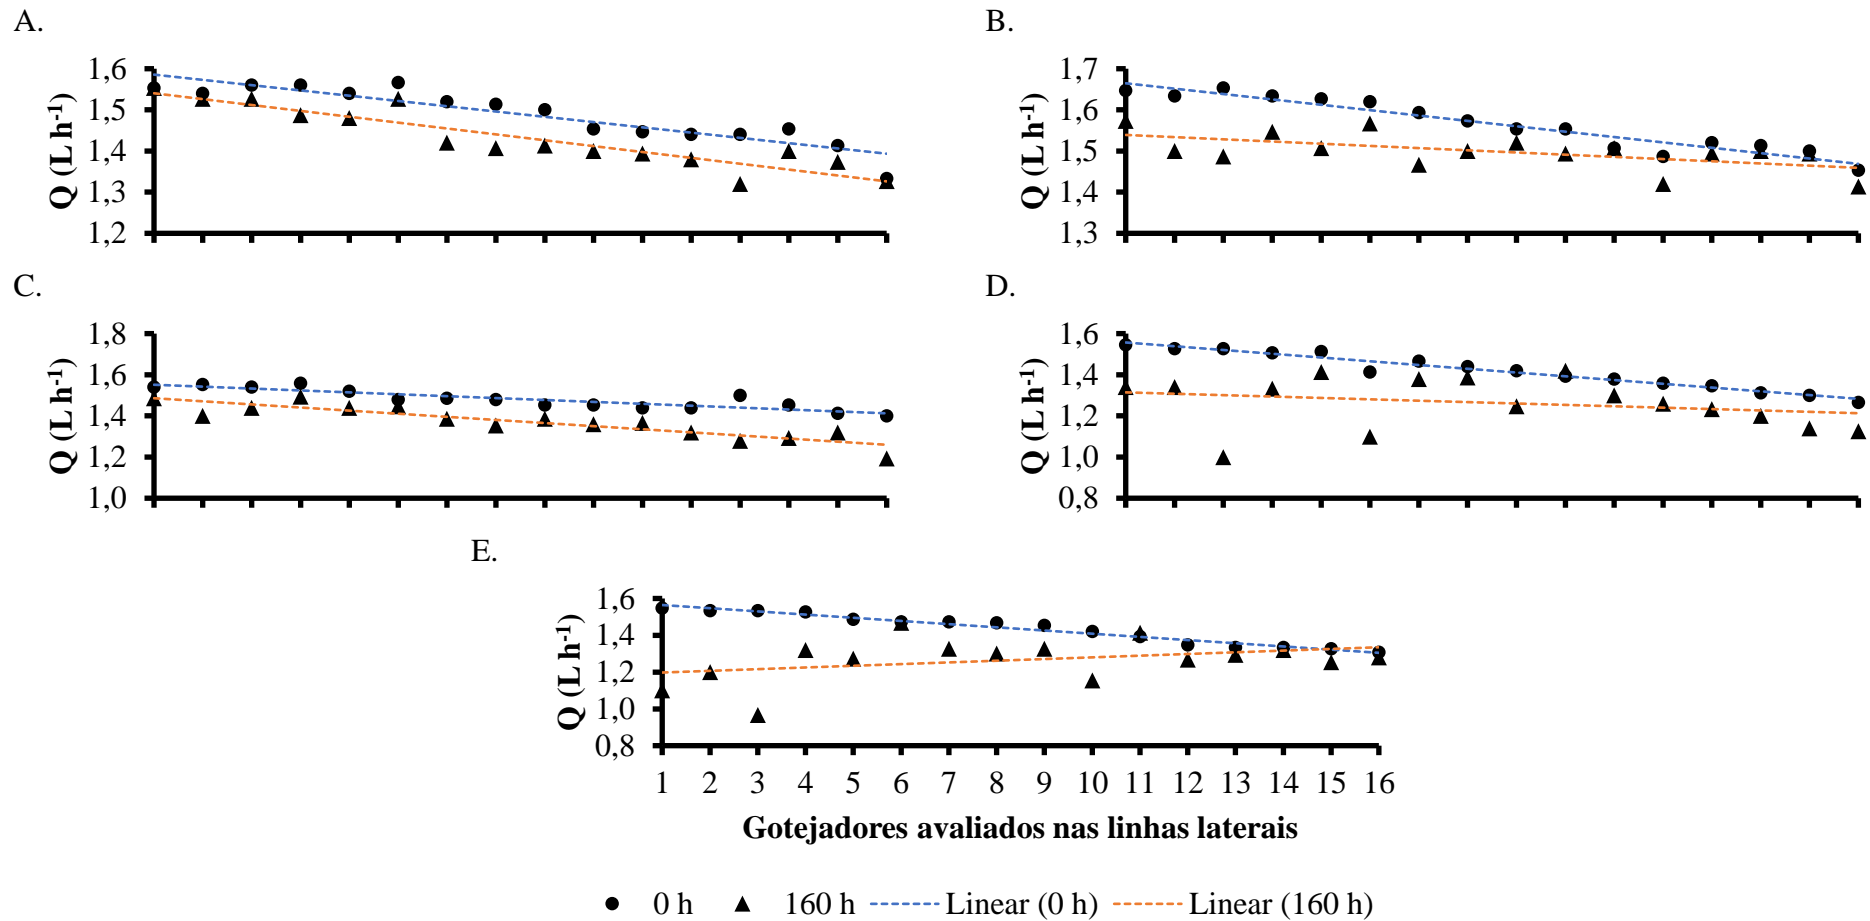 A.
Q (L h-1)
1,6
1,5
1,4
1,3
1,2
B.
Q (L h-1)
1,7
1,6
1,5
1,4
1,3
C.
Q (L h-1)
1,8
1,6
1,4
1,2
1,0
D.
Q (L h-1)
1,6
1,4
1,2
1,0
0,8
E.
Q (L h-1)
1,6
1,4
1,2
1,0
0,8
1 2 3 4 5 6 7 8 9 10 11 12 13 14 15 16
Gotejadores avaliados nas linhas laterais
0 h 160 h Linear (0 h) Linear (160 h)